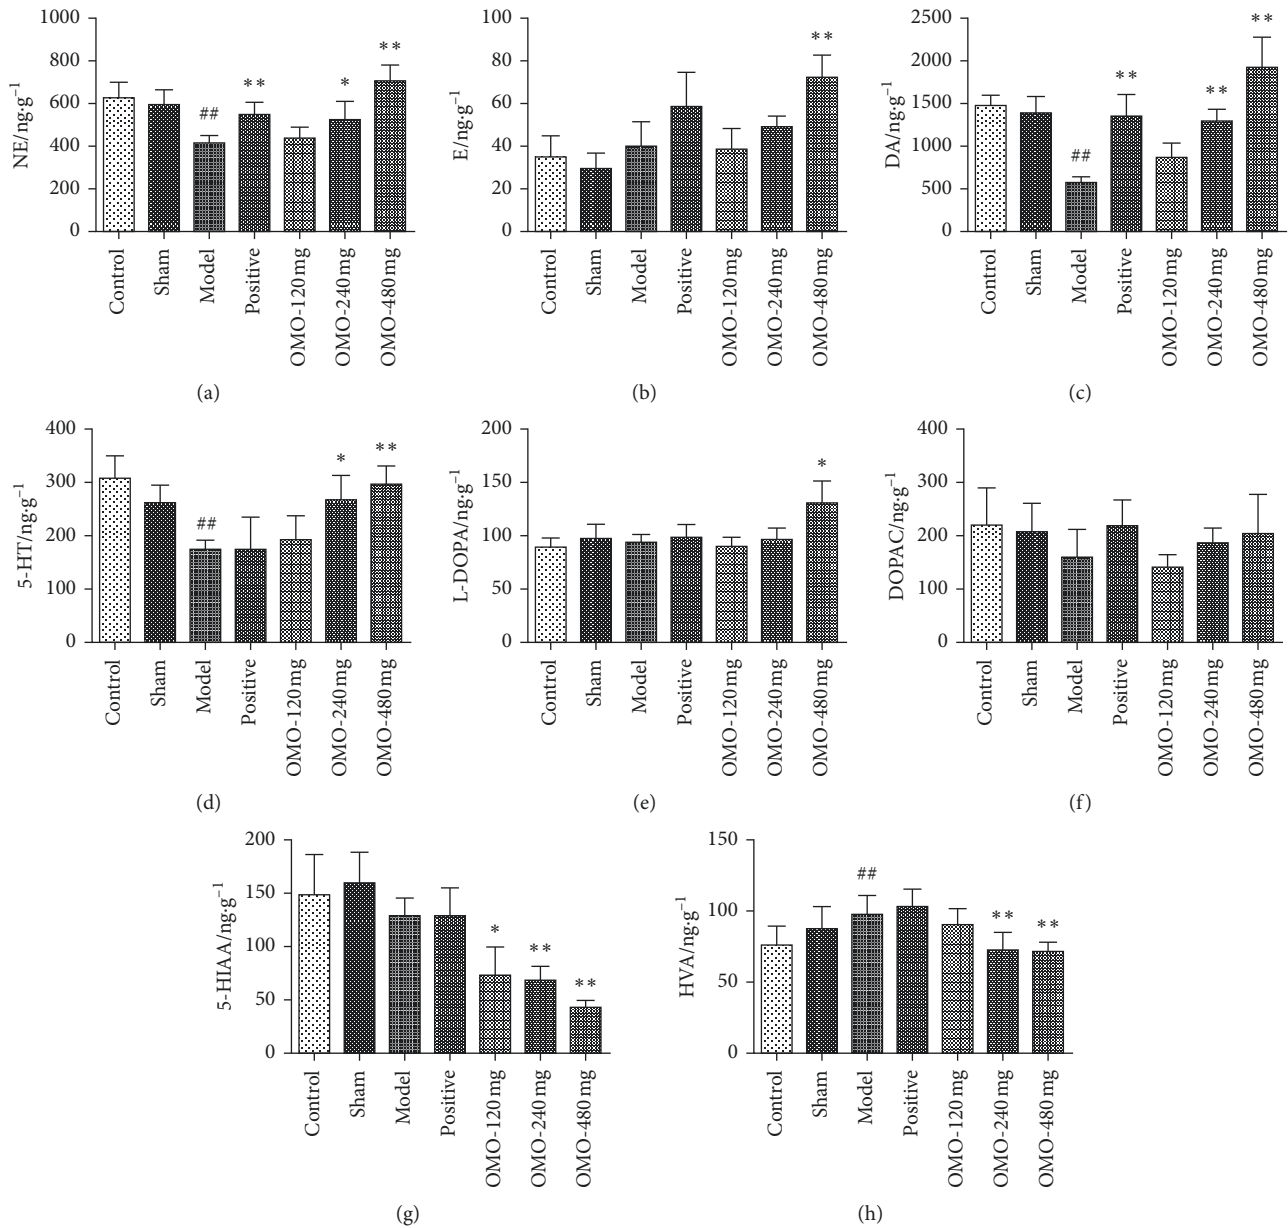 1000
800
600
400
200
0
NE/ng·g⁻¹
##
**
*
**
Control
Sham
Model
Positive
OMO-120 mg
OMO-240 mg
OMO-480 mg
(a)
100
80
60
40
20
0
E/ng·g⁻¹
**
Control
Sham
Model
Positive
OMO-120 mg
OMO-240 mg
OMO-480 mg
(b)
2500
2000
1500
1000
500
0
DA/ng·g⁻¹
##
**
**
**
Control
Sham
Model
Positive
OMO-120 mg
OMO-240 mg
OMO-480 mg
(c)
400
300
200
100
0
5-HT/ng·g⁻¹
##
*
**
Control
Sham
Model
Positive
OMO-120 mg
OMO-240 mg
OMO-480 mg
(d)
200
150
100
50
0
L-DOPA/ng·g⁻¹
*
Control
Sham
Model
Positive
OMO-120 mg
OMO-240 mg
OMO-480 mg
(e)
400
300
200
100
0
DOPAC/ng·g⁻¹
Control
Sham
Model
Positive
OMO-120 mg
OMO-240 mg
OMO-480 mg
(f)
200
150
100
50
0
5-HIAA/ng·g⁻¹
*
**
**
Control
Sham
Model
Positive
OMO-120 mg
OMO-240 mg
OMO-480 mg
(g)
150
100
50
0
HVA/ng·g⁻¹
##
**
**
Control
Sham
Model
Positive
OMO-120 mg
OMO-240 mg
OMO-480 mg
(h)